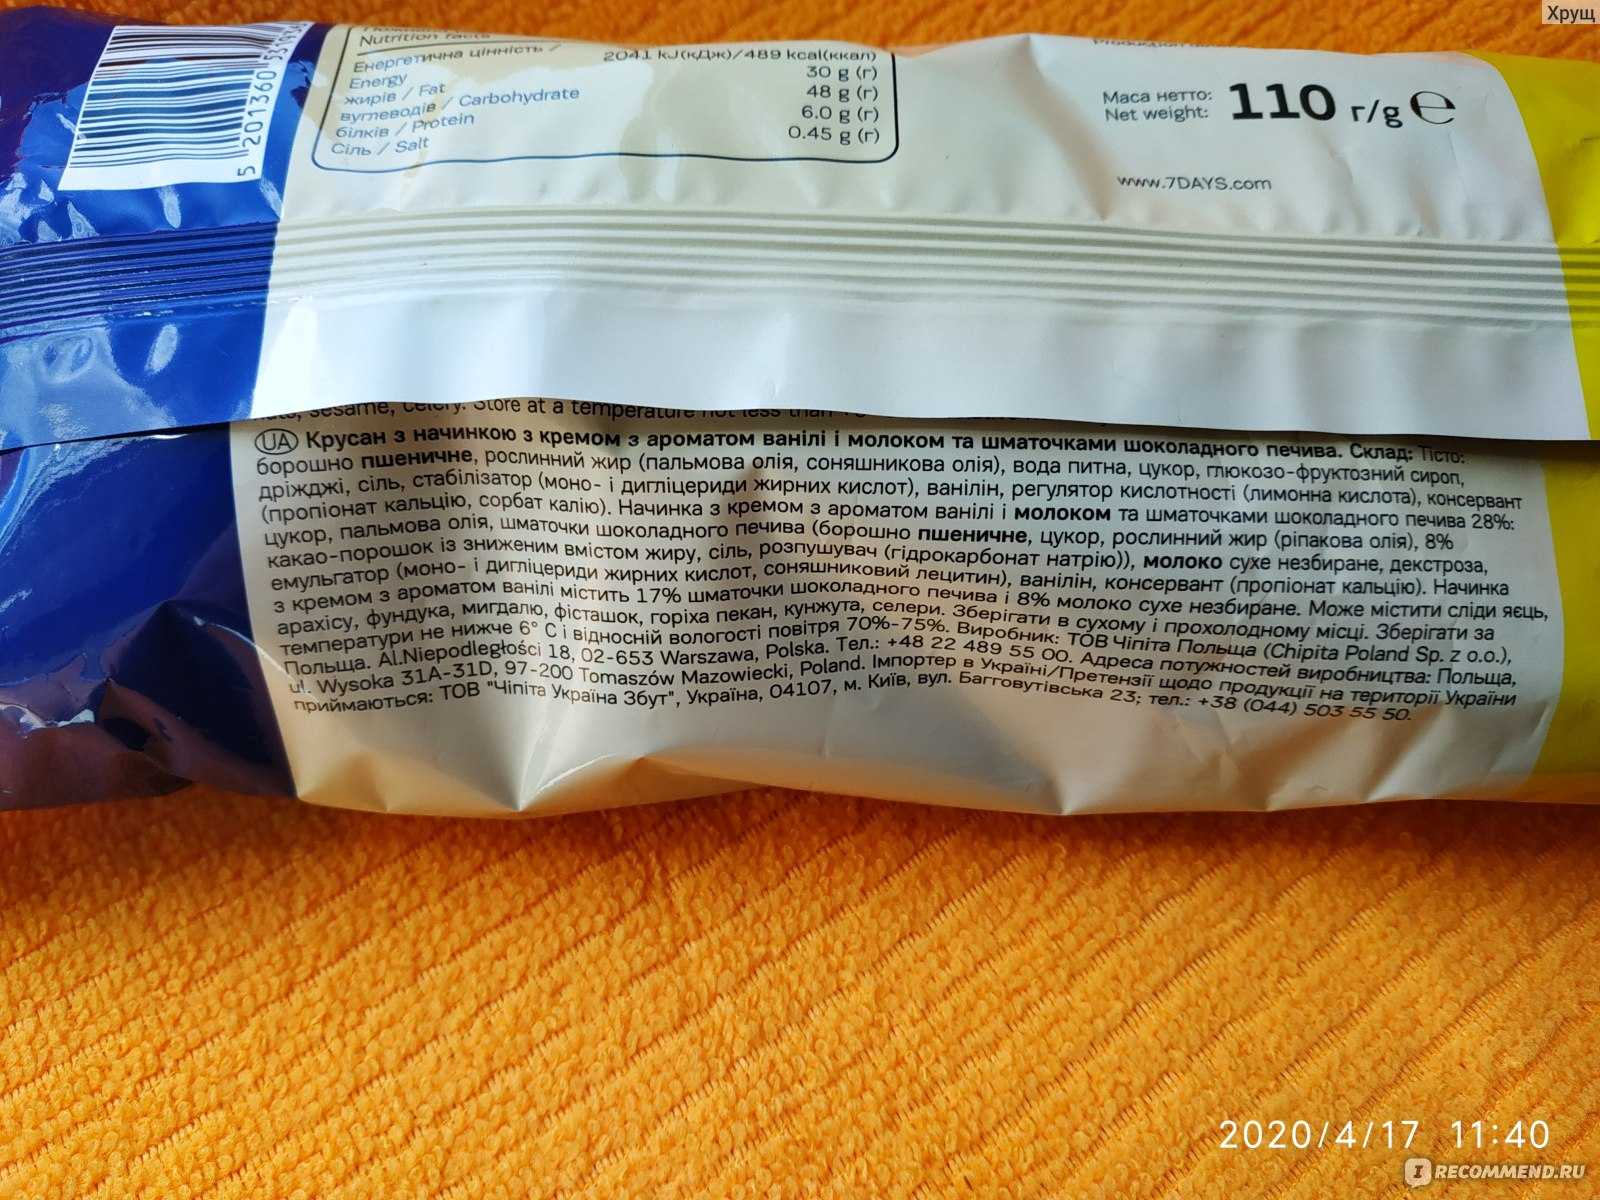 Хрущ
Nutrition facts
Енергетична цінність / 2041 kJ(кДж)/489 kcal(ккал)
Energy
жирів / Fat 30 g (г)
вуглеводів / Carbohydrate 48 g (г)
білків / Protein 6.0 g (г)
Сіль / Salt 0.45 g (г)
Маса нетто:
Net weight: 110 г/g e
www.7DAYS.com
5 201360
sesame, celery. Store at a temperature not less than
UA Крусан з начинкою з кремом з ароматом ванілі і молоком та шматочками шоколадного печива. Склад: Тісто:
борошно пшеничне, рослинний жир (пальмова олія, соняшникова олія), вода питна, цукор, глюкозо-фруктозний сироп,
дріжджі, сіль, стабілізатор (моно- і дигліцериди жирних кислот), ванілін, регулятор кислотності (лимонна кислота), консервант
(пропіонат кальцію, сорбат калію). Начинка з кремом з ароматом ванілі і молоком та шматочками шоколадного печива 28%:
цукор, пальмова олія, шматочки шоколадного печива (борошно пшеничне, цукор, рослинний жир (ріпакова олія), 8%
какао-порошок із зниженим вмістом жиру, сіль, розпушувач (гідрокарбонат натрію)), молоко сухе незбиране, декстроза,
емульгатор (моно- і дигліцериди жирних кислот, соняшниковий лецитин), ванілін, консервант (пропіонат кальцію). Начинка
з кремом з ароматом ванілі містить 17% шматочки шоколадного печива і 8% молоко сухе незбиране. Може містити сліди яєць,
арахісу, фундука, мигдалю, фісташок, горіха пекан, кунжута, селери. Зберігати в сухому і прохолодному місці. Зберігати за
температури не нижче 6° C і відносній вологості повітря 70%-75%. Виробник: ТОВ Чіпіта Польща (Chipita Poland Sp. z o.o.),
Польща. Al.Niepodległości 18, 02-653 Warszawa, Polska. Тел.: +48 22 489 55 00. Адреса потужностей виробництва: Польща,
ul. Wysoka 31A-31D, 97-200 Tomaszów Mazowiecki, Poland. Імпортер в Україні/Претензії щодо продукції на території України
приймаються: ТОВ "Чіпіта Україна Збут", Україна, 04107, м. Київ, вул. Багговутівська 23; тел.: +38 (044) 503 55 50.
2020/4/17 11:40
IRECOMMEND.RU